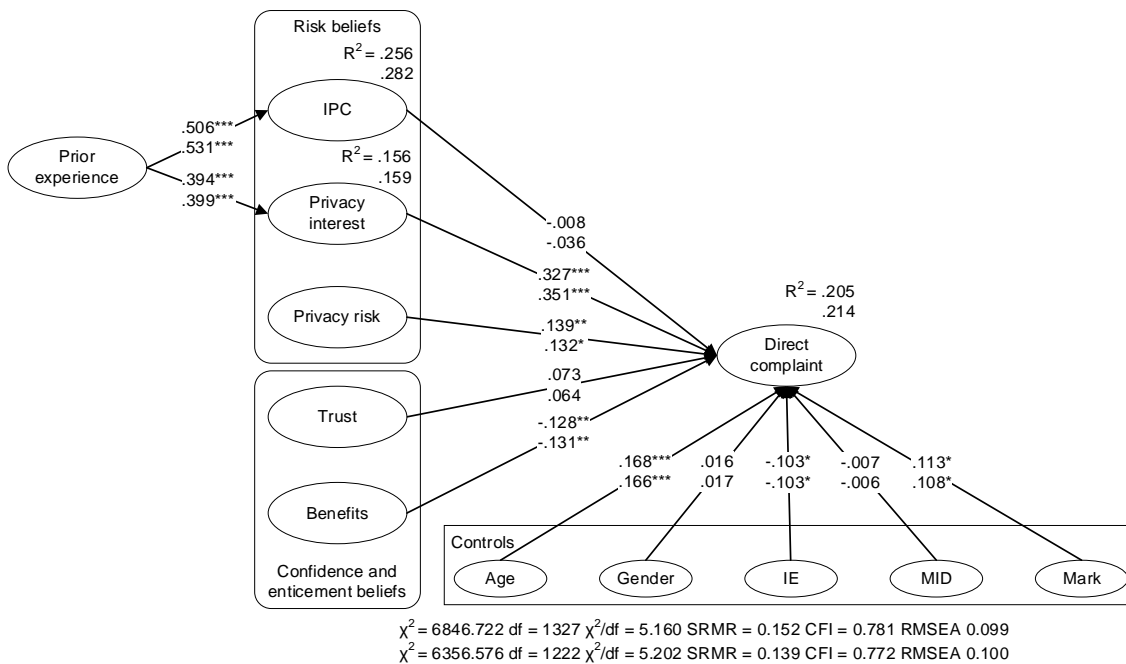 Risk beliefs
R² = .256
.282
IPC
.506***
.531***
Prior
experience
.394***
.399***
R² = .156
.159
Privacy
interest
-.008
-.036
.327***
.351***
Privacy risk
.139**
.132*
R² = .205
.214
Direct
complaint
Trust
.073
.064
-.128**
-.131**
Benefits
Confidence and
enticement beliefs
.168*** .016 -.103* -.007 .113*
.166*** .017 -.103* -.006 .108*
Controls
Age Gender IE MID Mark
χ² = 6846.722 df = 1327 χ²/df = 5.160 SRMR = 0.152 CFI = 0.781 RMSEA 0.099
χ² = 6356.576 df = 1222 χ²/df = 5.202 SRMR = 0.139 CFI = 0.772 RMSEA 0.100